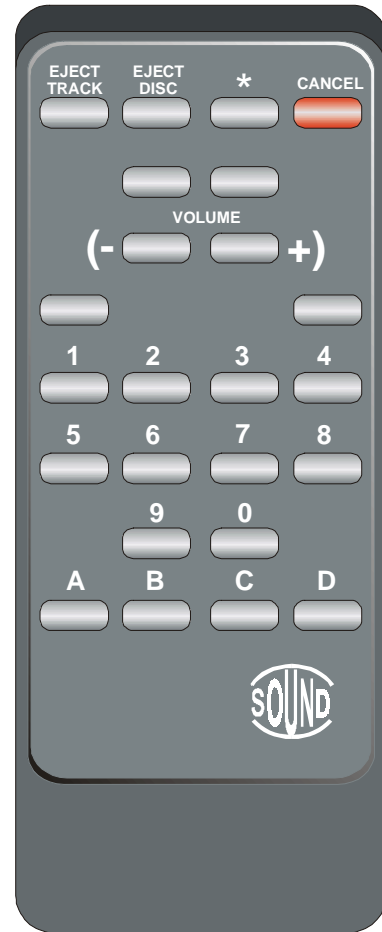 EJECT TRACK EJECT DISC * CANCEL
VOLUME
(- +)
1 2 3 4
5 6 7 8
9 0
A B C D
SOUND